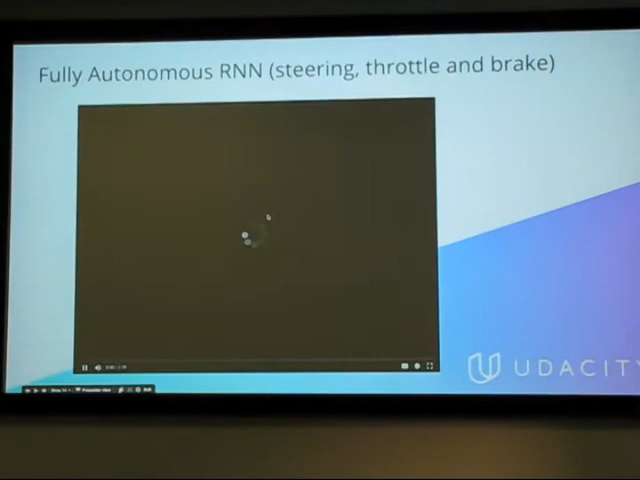 Fully Autonomous RNN (steering, throttle and brake)
UDACITY